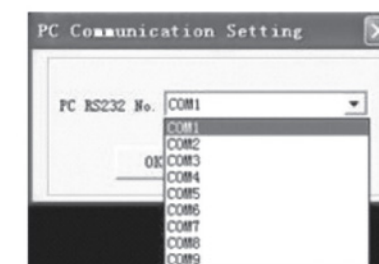 PC Communication Setting
PC RS232 No. COM1
COM1
COM2
OK COM3
COM4
COM5
COM6
COM7
COM8
COM9